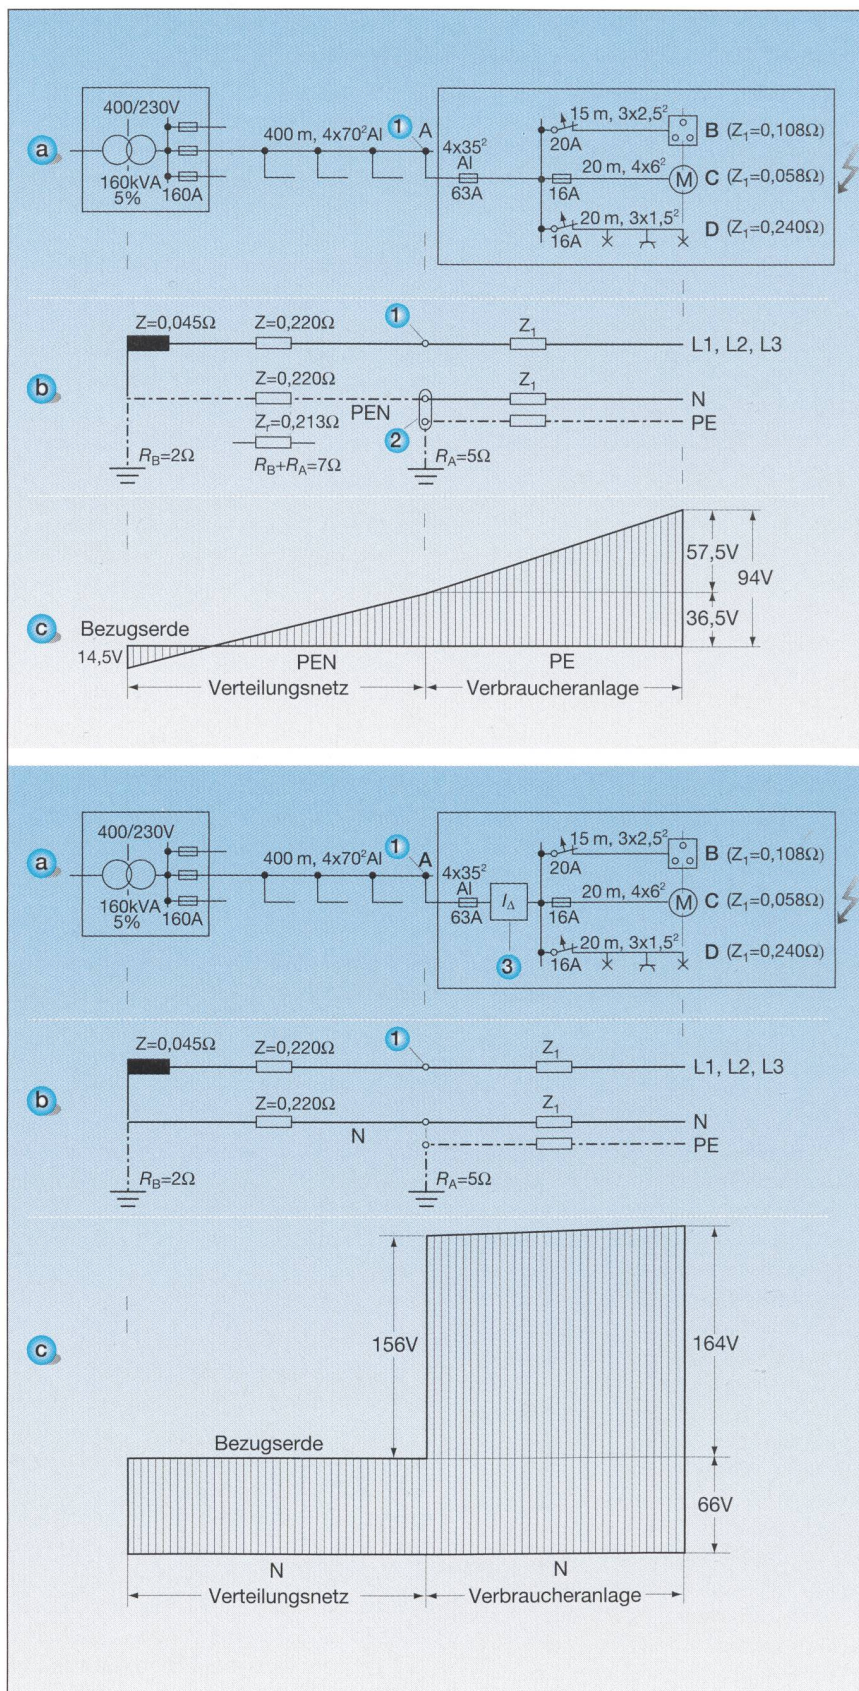 400/230V
160kVA
5%
160A
400 m, 4x70²Al
1 A
4x35²
Al
63A
15 m, 3x2,5²
20A
B (Z₁=0,108Ω)
20 m, 4x6²
16A
M
C (Z₁=0,058Ω)
20 m, 3x1,5²
16A
D (Z₁=0,240Ω)
a
Z=0,045Ω
Z=0,220Ω
1
Z₁
L1, L2, L3
b
Z=0,220Ω
PEN
Z₁
N
Zᵣ=0,213Ω
2
PE
R_B=2Ω
R_B+R_A=7Ω
R_A=5Ω
57,5V
94V
36,5V
c
Bezugserde
14,5V
PEN
PE
Verteilungsnetz
Verbraucheranlage
400/230V
160kVA
5%
160A
400 m, 4x70²Al
1 A
4x35²
Al
63A
I_Δ
3
15 m, 3x2,5²
20A
B (Z₁=0,108Ω)
20 m, 4x6²
16A
M
C (Z₁=0,058Ω)
20 m, 3x1,5²
16A
D (Z₁=0,240Ω)
a
Z=0,045Ω
Z=0,220Ω
1
Z₁
L1, L2, L3
b
Z=0,220Ω
N
Z₁
N
PE
R_B=2Ω
R_A=5Ω
156V
164V
c
Bezugserde
66V
N
N
Verteilungsnetz
Verbraucheranlage